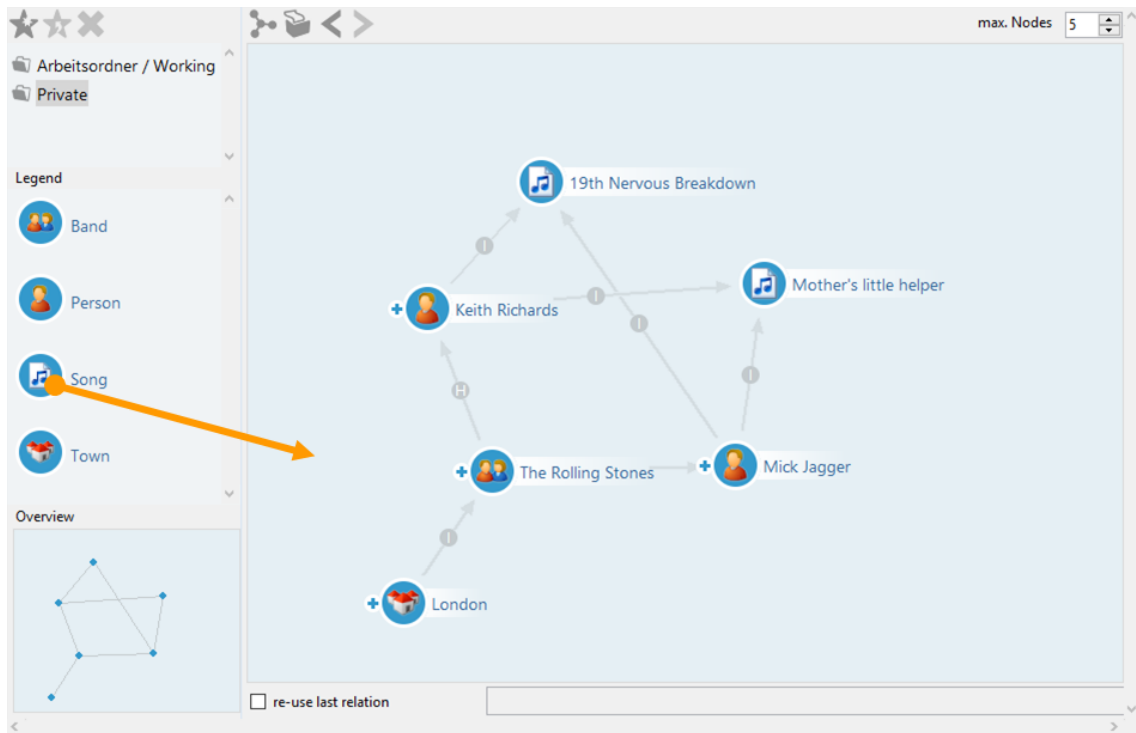 max. Nodes 5
Arbeitsordner / Working
Private
Legend
Band
Person
Song
Town
Overview
19th Nervous Breakdown
I
Mother's little helper
Keith Richards
I
I
I
H
The Rolling Stones
Mick Jagger
I
London
re-use last relation